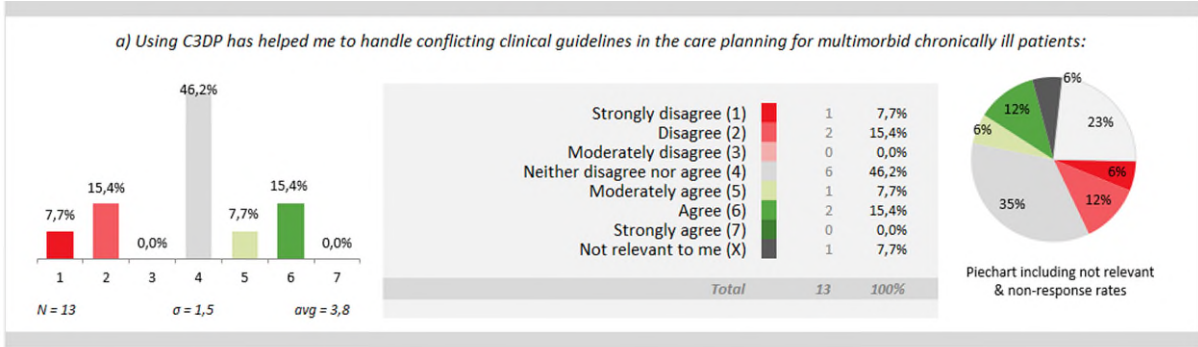 a) Using C3DP has helped me to handle conflicting clinical guidelines in the care planning for multimorbid chronically ill patients:
46,2%
7,7%
15,4%
0,0%
7,7%
15,4%
0,0%
1 2 3 4 5 6 7
N = 13 σ = 1,5 avg = 3,8
Strongly disagree (1) 1 7,7%
Disagree (2) 2 15,4%
Moderately disagree (3) 0 0,0%
Neither disagree nor agree (4) 6 46,2%
Moderately agree (5) 1 7,7%
Agree (6) 2 15,4%
Strongly agree (7) 0 0,0%
Not relevant to me (X) 1 7,7%
Total 13 100%
6%
23%
6%
12%
35%
6%
12%
Piechart including not relevant
& non-response rates